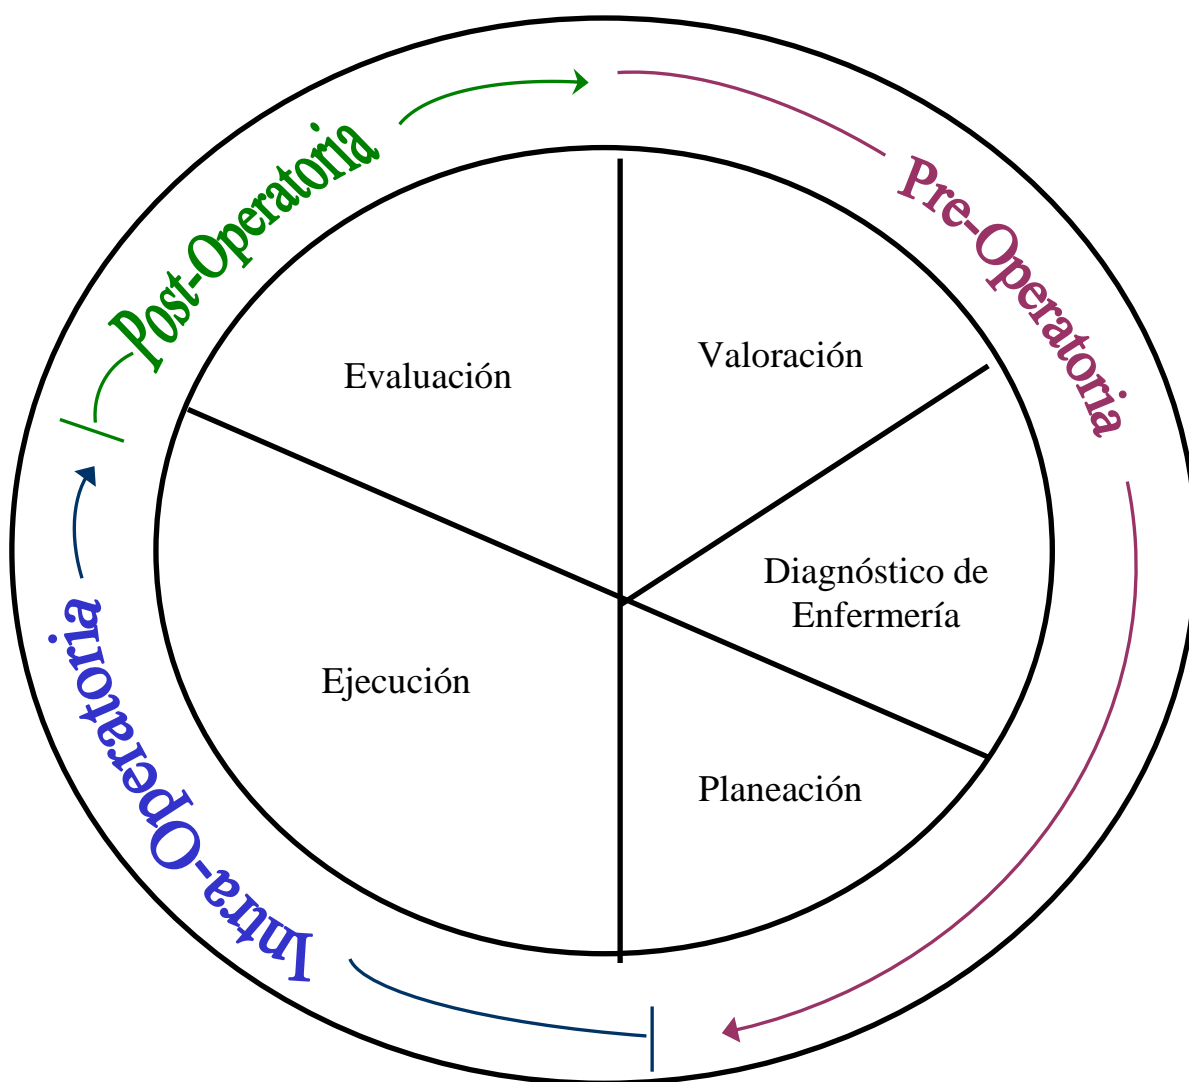 Post-Operatoria
Pre-Operatoria
Evaluación
Valoración
Diagnóstico de
Enfermería
Ejecución
Planeación
Intra-Operatoria